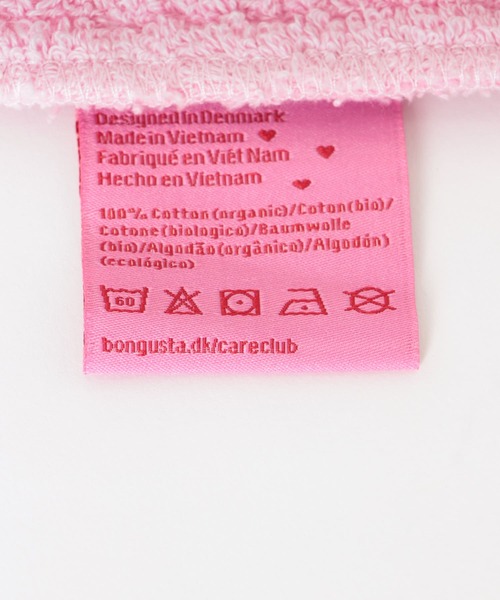 Designed in Denmark
Made in Vietnam
Fabriqué en Viêt Nam
Hecho en Vietnam
100% Cotton (organic)/Coton(bio)/
Cotone(biologico)/Baumwolle
(bio)/Algodão(orgânico)/Algodón)
(ecológico)
60
bongusta.dk/careclub